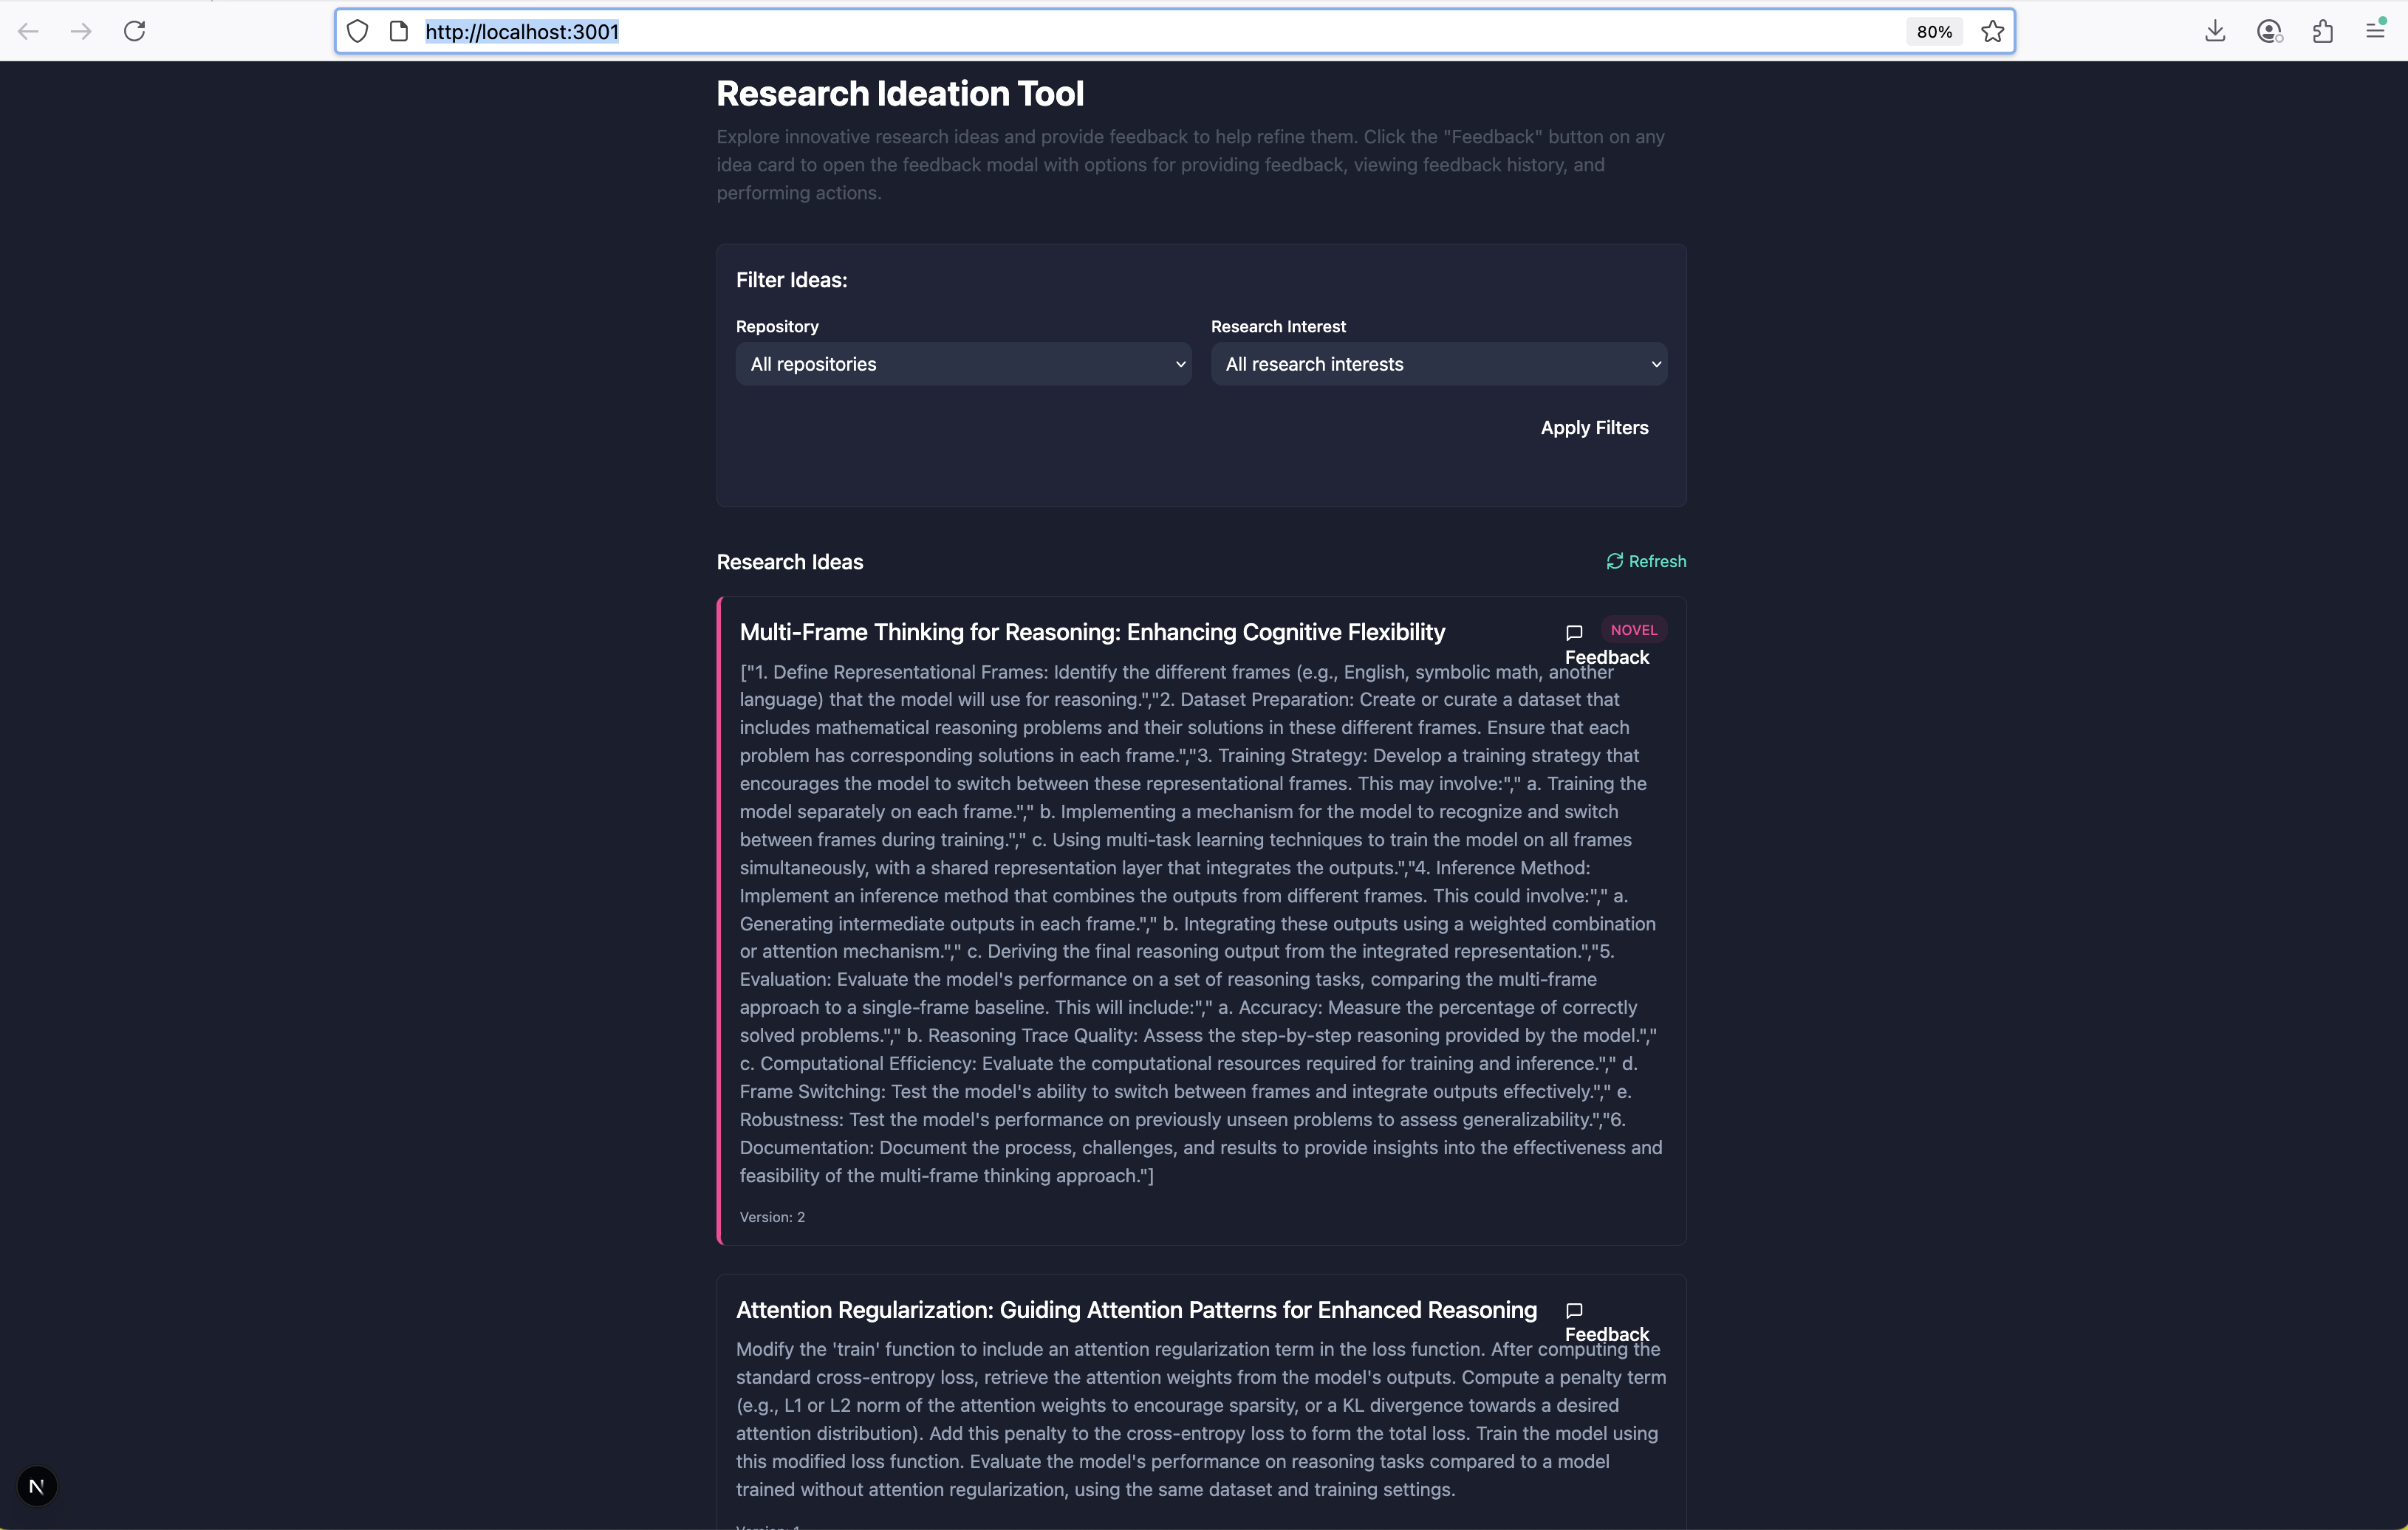 http://localhost:3001
80%
Research Ideation Tool
Explore innovative research ideas and provide feedback to help refine them. Click the "Feedback" button on any
idea card to open the feedback modal with options for providing feedback, viewing feedback history, and
performing actions.
Filter Ideas:
Repository
Research Interest
All repositories
All research interests
Apply Filters
Research Ideas
Refresh
Multi-Frame Thinking for Reasoning: Enhancing Cognitive Flexibility
NOVEL
Feedback
["1. Define Representational Frames: Identify the different frames (e.g., English, symbolic math, another
language) that the model will use for reasoning.","2. Dataset Preparation: Create or curate a dataset that
includes mathematical reasoning problems and their solutions in these different frames. Ensure that each
problem has corresponding solutions in each frame.","3. Training Strategy: Develop a training strategy that
encourages the model to switch between these representational frames. This may involve:"," a. Training the
model separately on each frame."," b. Implementing a mechanism for the model to recognize and switch
between frames during training."," c. Using multi-task learning techniques to train the model on all frames
simultaneously, with a shared representation layer that integrates the outputs.","4. Inference Method:
Implement an inference method that combines the outputs from different frames. This could involve:"," a.
Generating intermediate outputs in each frame."," b. Integrating these outputs using a weighted combination
or attention mechanism."," c. Deriving the final reasoning output from the integrated representation.","5.
Evaluation: Evaluate the model's performance on a set of reasoning tasks, comparing the multi-frame
approach to a single-frame baseline. This will include:"," a. Accuracy: Measure the percentage of correctly
solved problems."," b. Reasoning Trace Quality: Assess the step-by-step reasoning provided by the model.","
c. Computational Efficiency: Evaluate the computational resources required for training and inference."," d.
Frame Switching: Test the model's ability to switch between frames and integrate outputs effectively."," e.
Robustness: Test the model's performance on previously unseen problems to assess generalizability.","6.
Documentation: Document the process, challenges, and results to provide insights into the effectiveness and
feasibility of the multi-frame thinking approach."]
Version: 2
Attention Regularization: Guiding Attention Patterns for Enhanced Reasoning
Feedback
Modify the 'train' function to include an attention regularization term in the loss function. After computing the
standard cross-entropy loss, retrieve the attention weights from the model's outputs. Compute a penalty term
(e.g., L1 or L2 norm of the attention weights to encourage sparsity, or a KL divergence towards a desired
attention distribution). Add this penalty to the cross-entropy loss to form the total loss. Train the model using
this modified loss function. Evaluate the model's performance on reasoning tasks compared to a model
trained without attention regularization, using the same dataset and training settings.
N